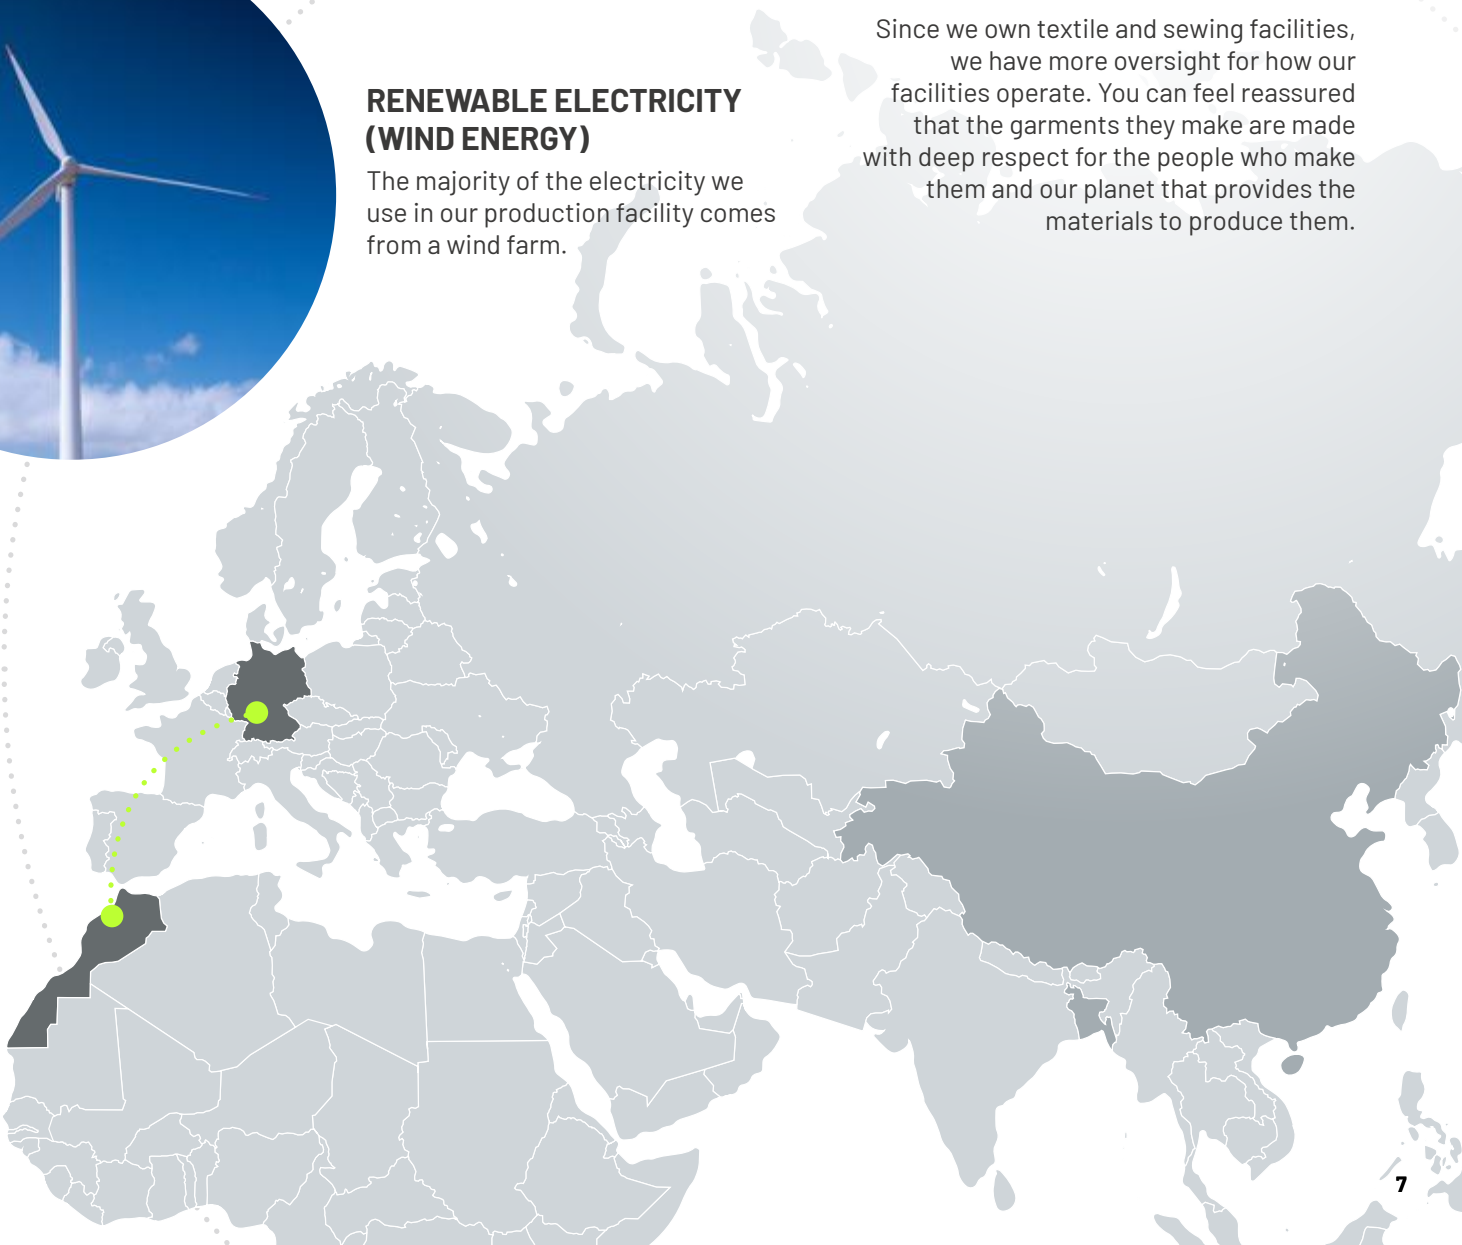 RENEWABLE ELECTRICITY
(WIND ENERGY)
The majority of the electricity we
use in our production facility comes
from a wind farm.
Since we own textile and sewing facilities,
we have more oversight for how our
facilities operate. You can feel reassured
that the garments they make are made
with deep respect for the people who make
them and our planet that provides the
materials to produce them.
7